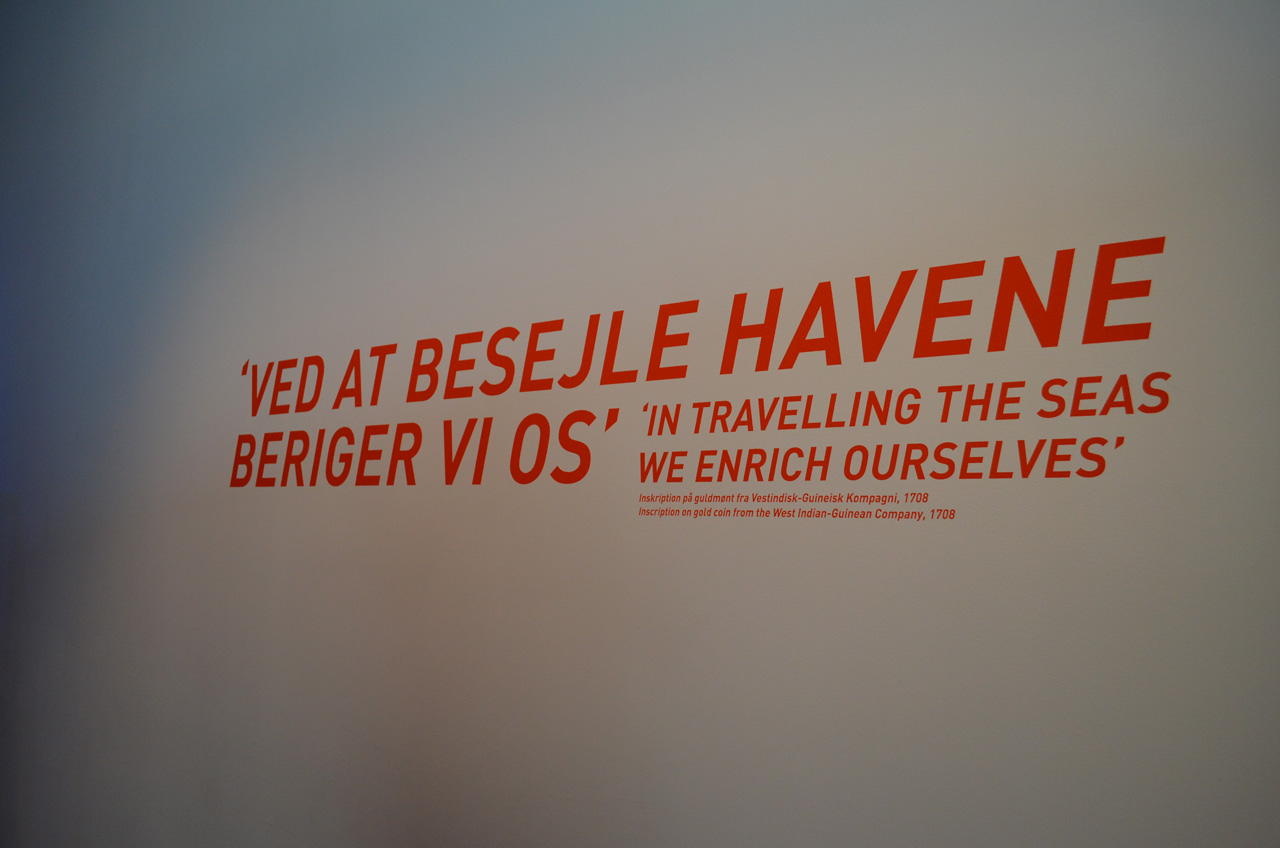 ‘VED AT BESEJLE HAVENE
BERIGER VI OS’
‘IN TRAVELLING THE SEAS
WE ENRICH OURSELVES’
Inskription på guldmønt fra Vestindisk-Guineisk Kompagni, 1708
Inscription on gold coin from the West Indian-Guinean Company, 1708